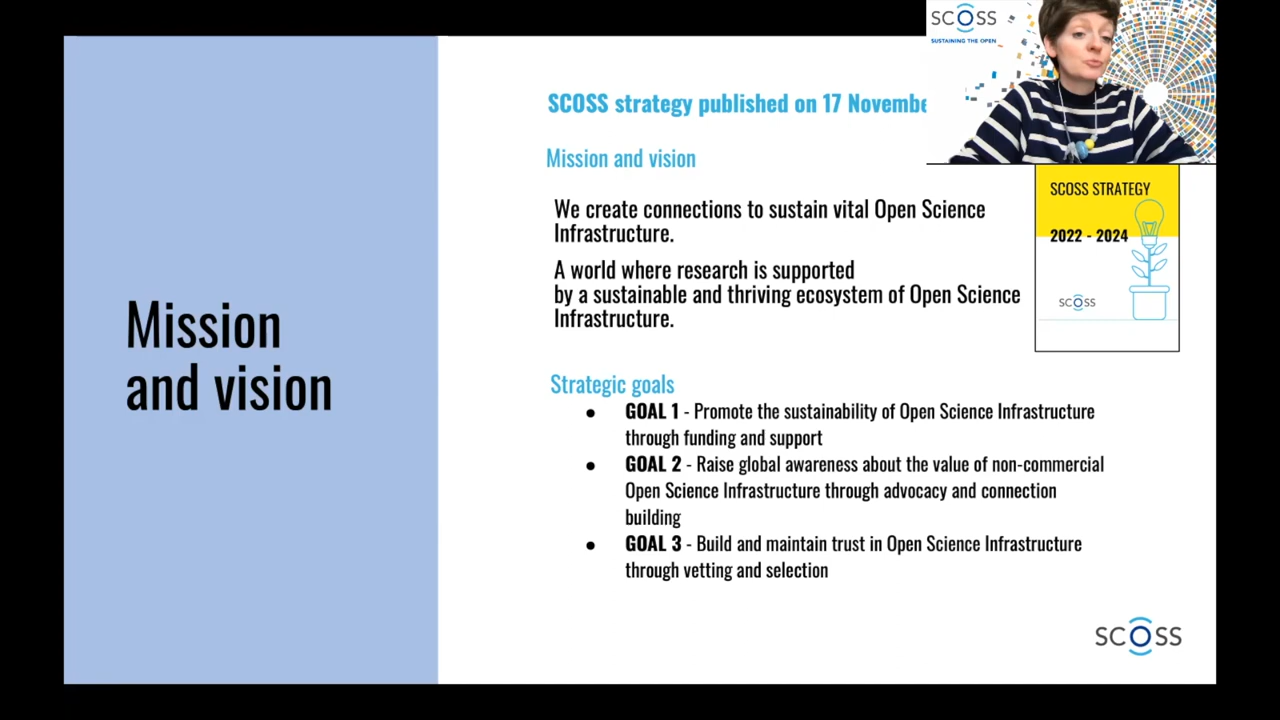 SCOSS
SUSTAINING THE OPEN
SCOSS strategy published on 17 Novembe
Mission and vision
We create connections to sustain vital Open Science
Infrastructure.
A world where research is supported
by a sustainable and thriving ecosystem of Open Science
Infrastructure.
SCOSS STRATEGY
2022 - 2024
SCOSS
Mission
and vision
Strategic goals
● GOAL 1 - Promote the sustainability of Open Science Infrastructure
through funding and support
● GOAL 2 - Raise global awareness about the value of non-commercial
Open Science Infrastructure through advocacy and connection
building
● GOAL 3 - Build and maintain trust in Open Science Infrastructure
through vetting and selection
SCOSS